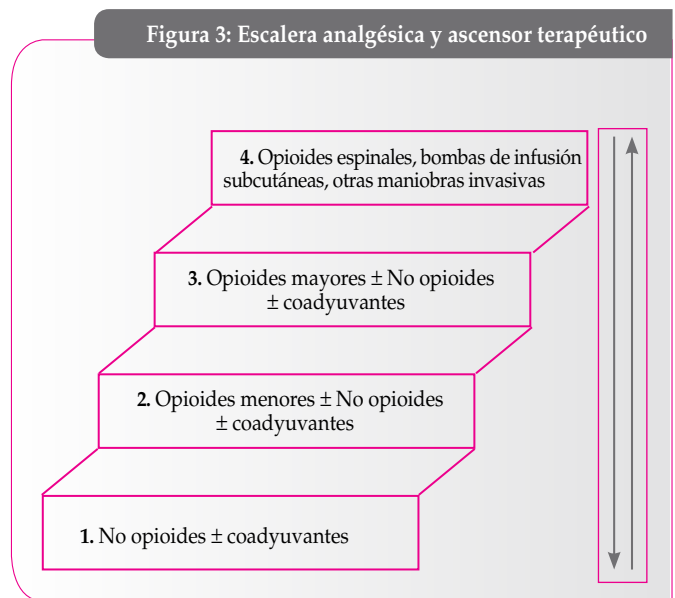 Figura 3: Escalera analgésica y ascensor terapéutico
4. Opioides espinales, bombas de infusión
subcutáneas, otras maniobras invasivas
3. Opioides mayores ± No opioides
± coadyuvantes
2. Opioides menores ± No opioides
± coadyuvantes
1. No opioides ± coadyuvantes